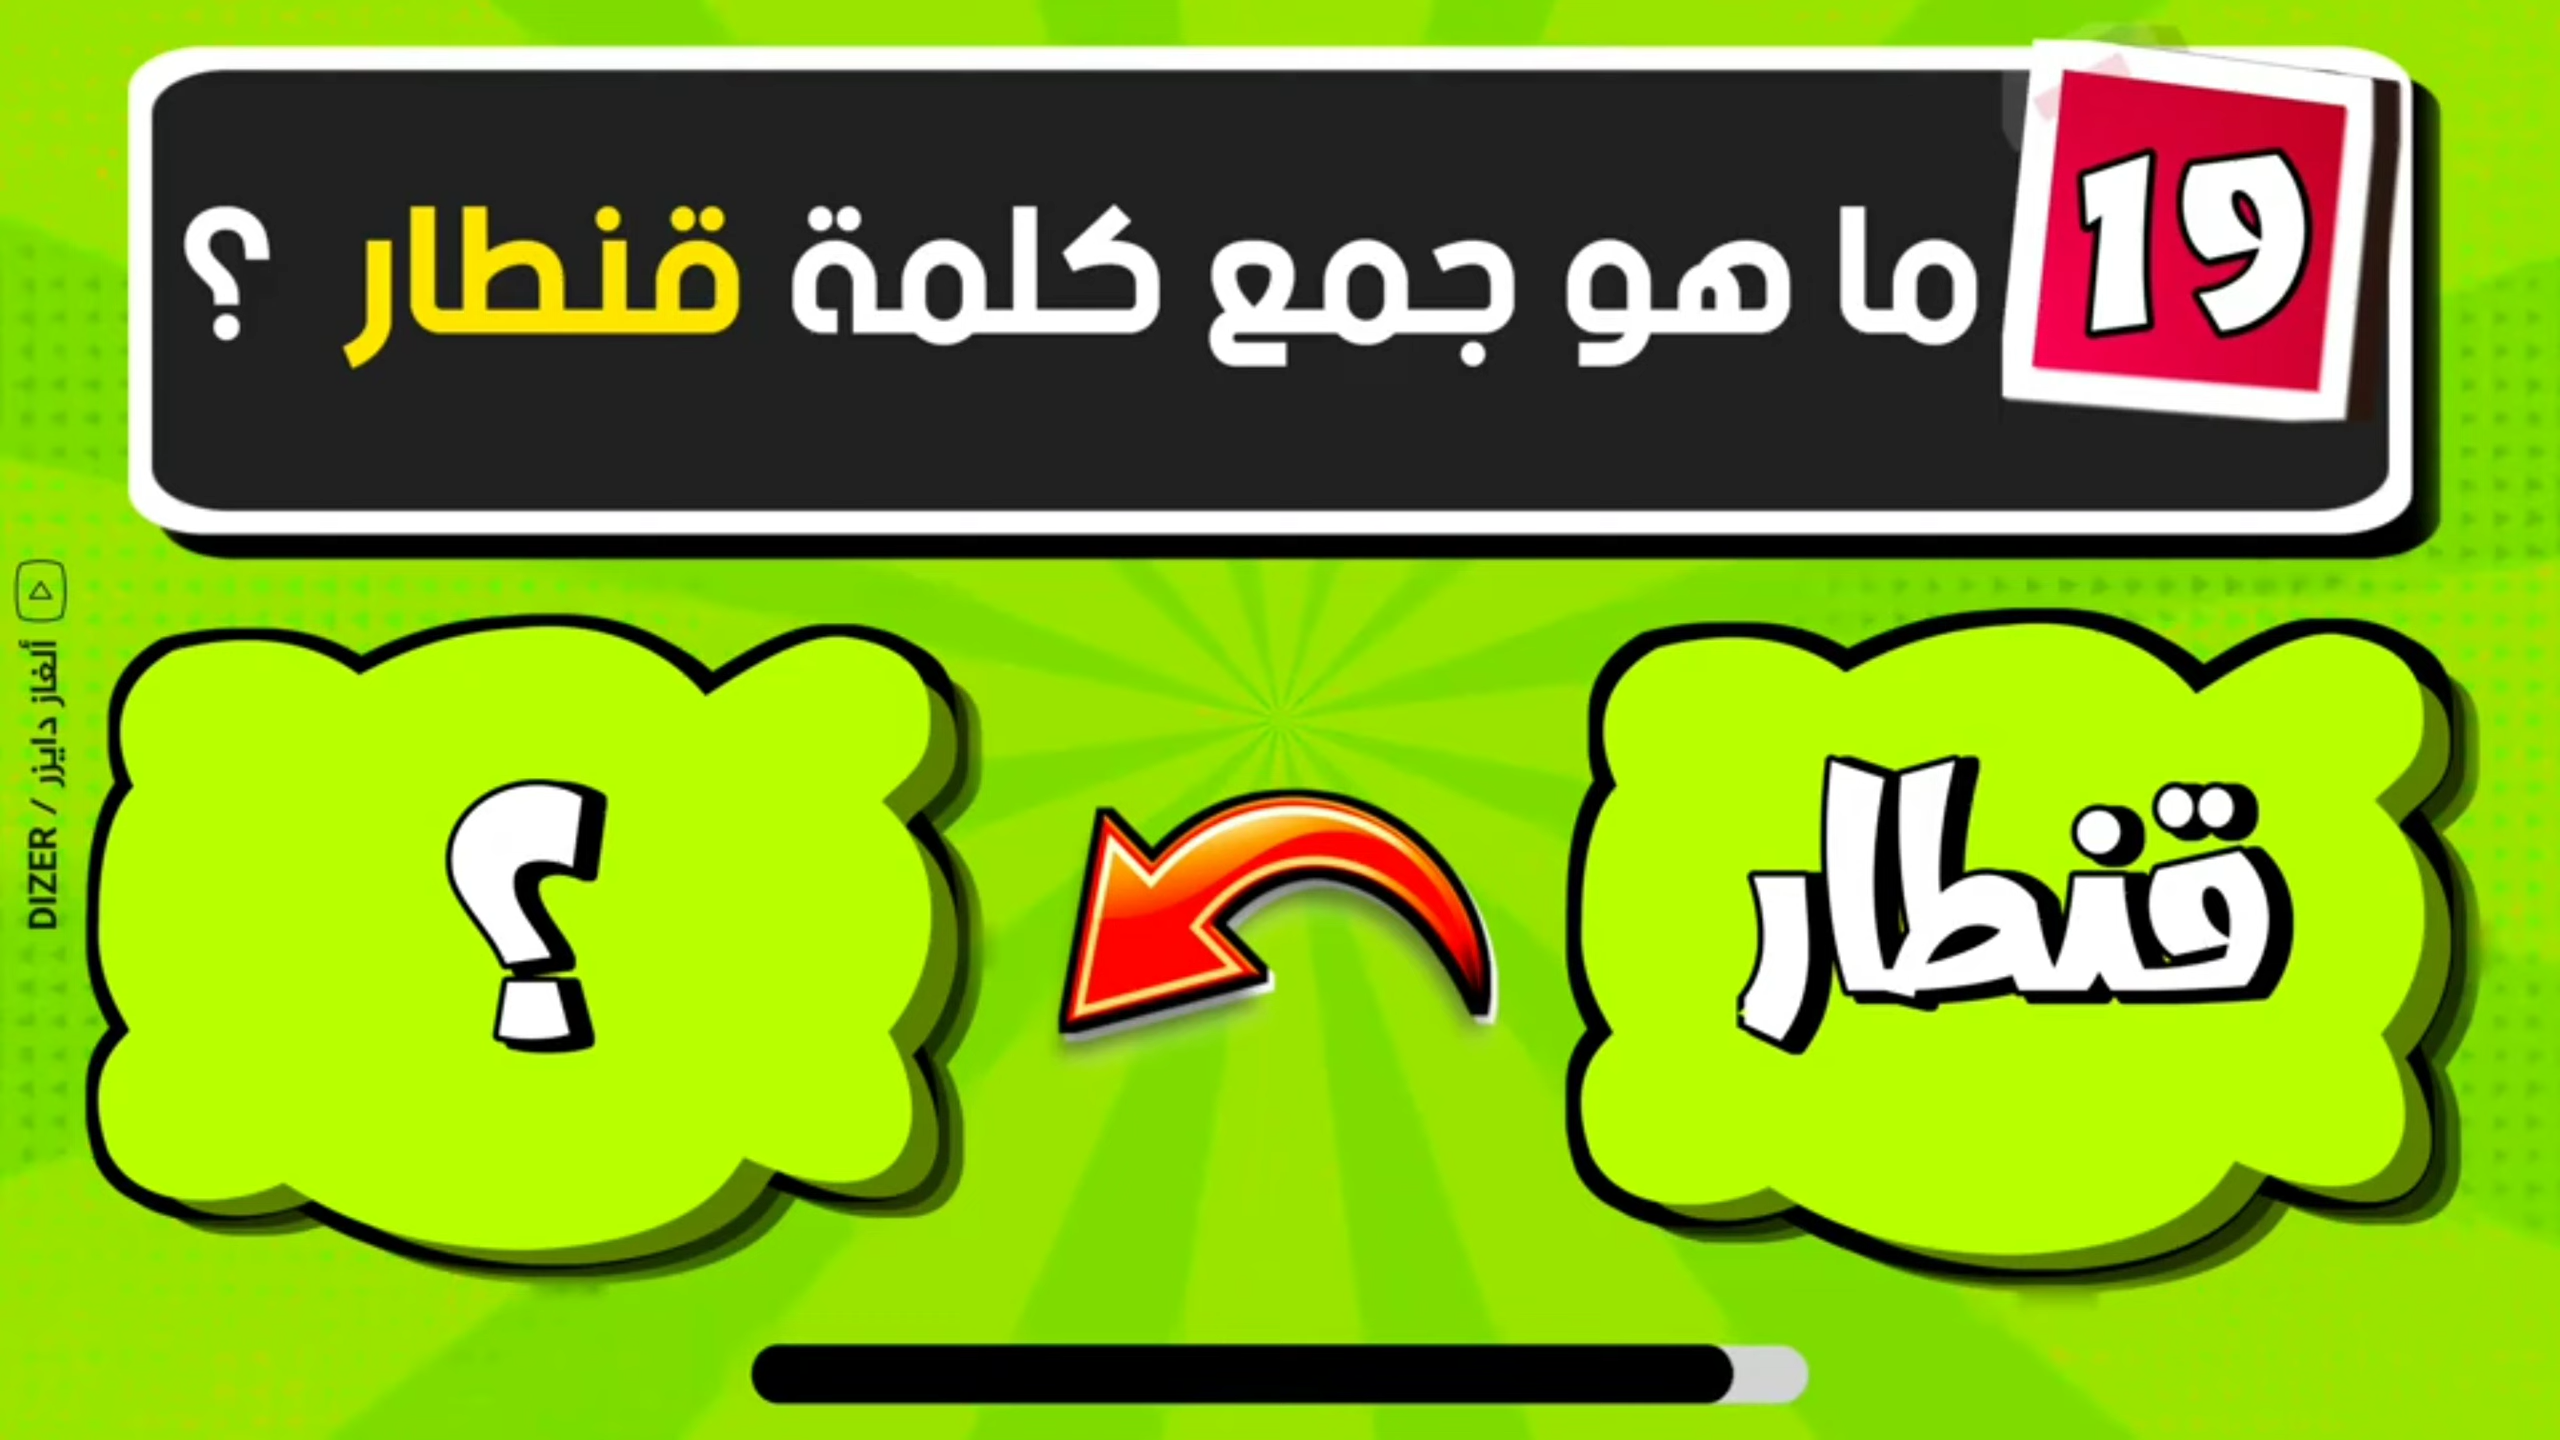 19
ما هو جمع كلمة قنطار ؟
قنطار
؟
ألغاز دايزر / DIZER